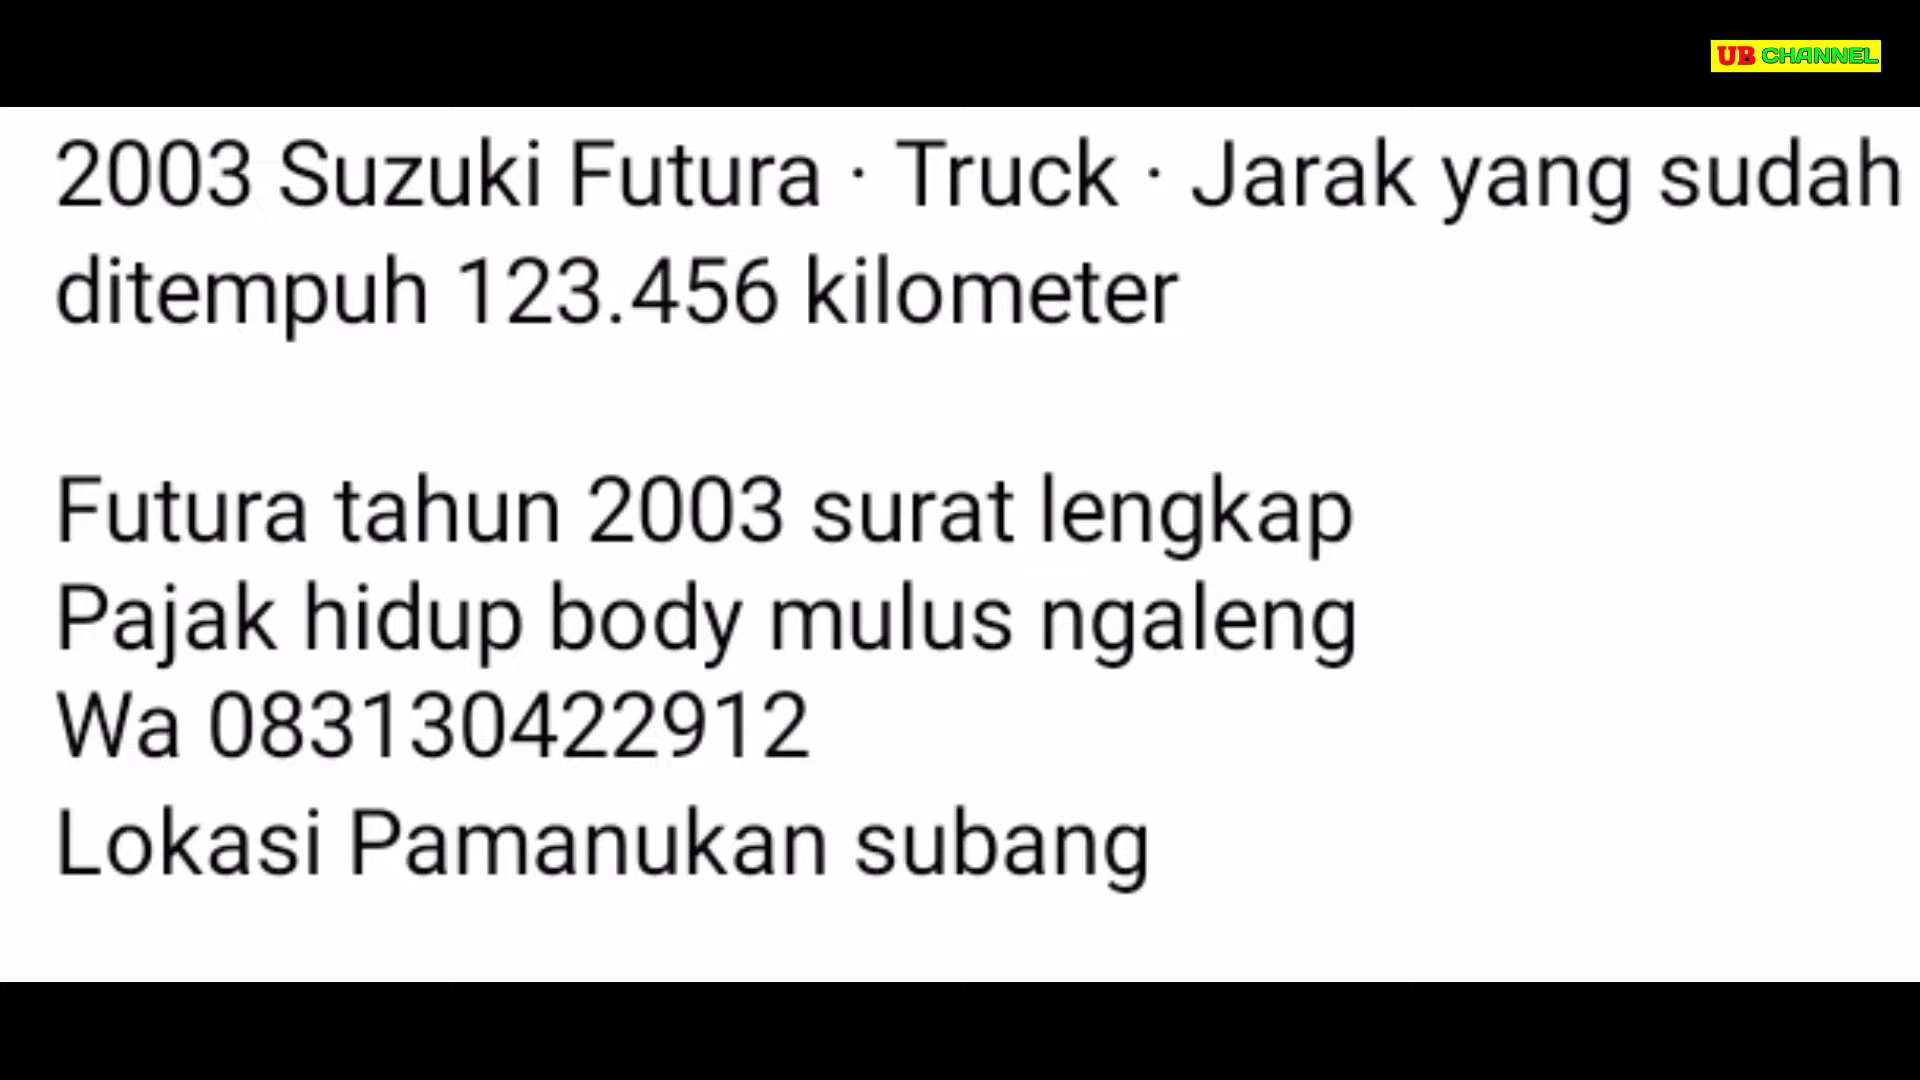 UB CHANNEL
2003 Suzuki Futura · Truck · Jarak yang sudah
ditempuh 123.456 kilometer
Futura tahun 2003 surat lengkap
Pajak hidup body mulus ngaleng
Wa 083130422912
Lokasi Pamanukan subang